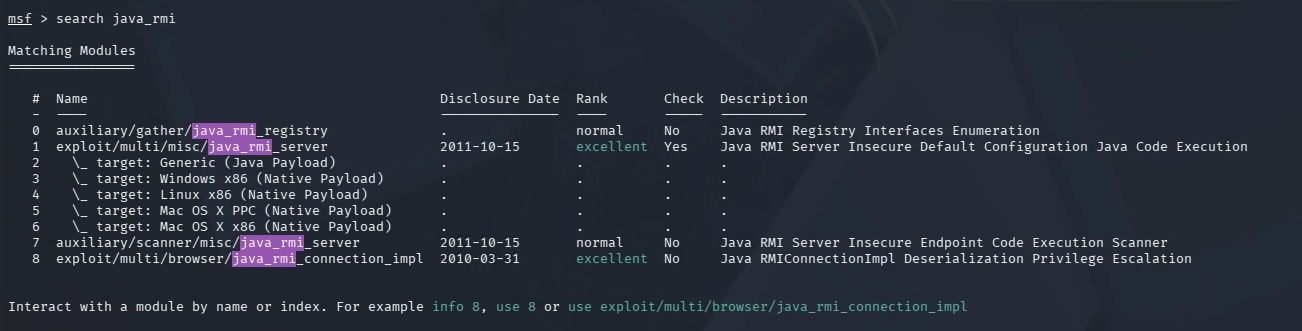 msf > search java_rmi
Matching Modules
================
   #  Name                                            Disclosure Date  Rank       Check  Description
   -  ----                                            ---------------  ----       -----  -----------
   0  auxiliary/gather/java_rmi_registry              .                normal     No     Java RMI Registry Interfaces Enumeration
   1  exploit/multi/misc/java_rmi_server              2011-10-15       excellent  Yes    Java RMI Server Insecure Default Configuration Java Code Execution
   2    \_ target: Generic (Java Payload)             .                .          .      .
   3    \_ target: Windows x86 (Native Payload)       .                .          .      .
   4    \_ target: Linux x86 (Native Payload)         .                .          .      .
   5    \_ target: Mac OS X PPC (Native Payload)      .                .          .      .
   6    \_ target: Mac OS X x86 (Native Payload)      .                .          .      .
   7  auxiliary/scanner/misc/java_rmi_server          2011-10-15       normal     No     Java RMI Server Insecure Endpoint Code Execution Scanner
   8  exploit/multi/browser/java_rmi_connection_impl  2010-03-31       excellent  No     Java RMIConnectionImpl Deserialization Privilege Escalation
Interact with a module by name or index. For example info 8, use 8 or use exploit/multi/browser/java_rmi_connection_impl